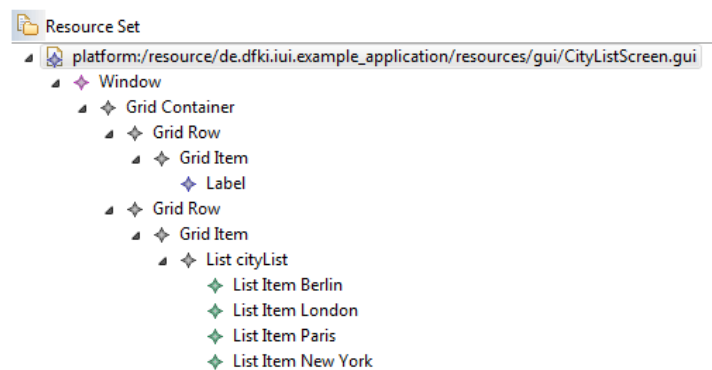 Resource Set
platform:/resource/de.dfki.iui.example_application/resources/gui/CityListScreen.gui
Window
Grid Container
Grid Row
Grid Item
Label
Grid Row
Grid Item
List cityList
List Item Berlin
List Item London
List Item Paris
List Item New York